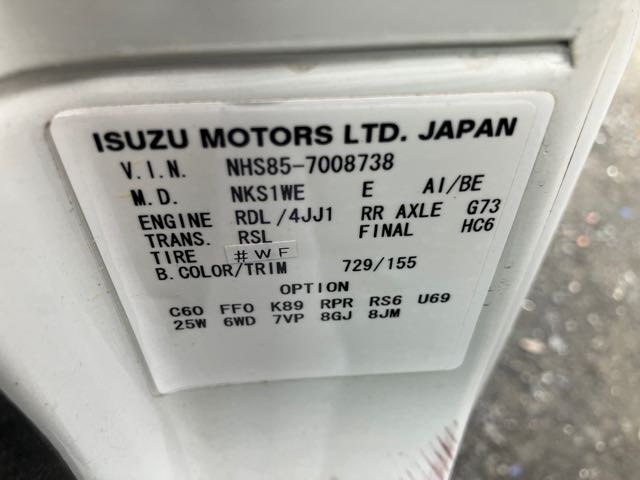 ISUZU MOTORS LTD. JAPAN
V.I.N. NHS85-7008738
M.D. NKS1WE E AI/BE
ENGINE RDL/4JJ1 RR AXLE G73
TRANS. RSL FINAL HC6
TIRE #WF
B.COLOR/TRIM 729/155
OPTION
C60 FF0 K89 RPR RS6 U69
25W 6WD 7VP 8GJ 8JM